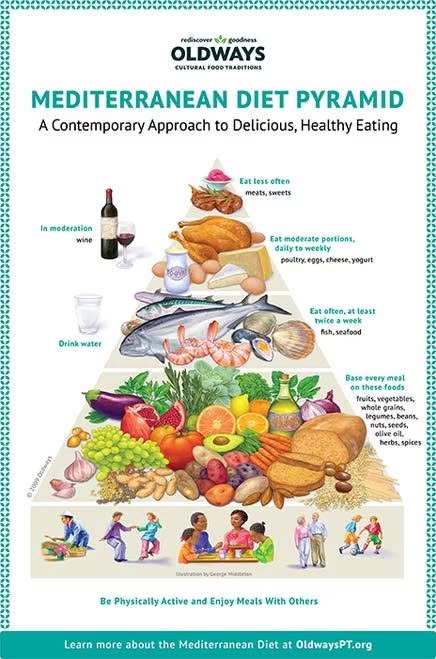 rediscover goodness
OLDWAYS
CULTURAL FOOD TRADITIONS
MEDITERRANEAN DIET PYRAMID
A Contemporary Approach to Delicious, Healthy Eating
Eat less often
meats, sweets
In moderation
wine
Eat moderate portions,
daily to weekly
poultry, eggs, cheese, yogurt
Eat often, at least
twice a week
fish, seafood
Drink water
Base every meal
on these foods
fruits, vegetables,
whole grains,
legumes, beans,
nuts, seeds,
olive oil,
herbs, spices
© 2009 Oldways
Illustration by George Middleton
Be Physically Active and Enjoy Meals With Others
Learn more about the Mediterranean Diet at OldwaysPT.org